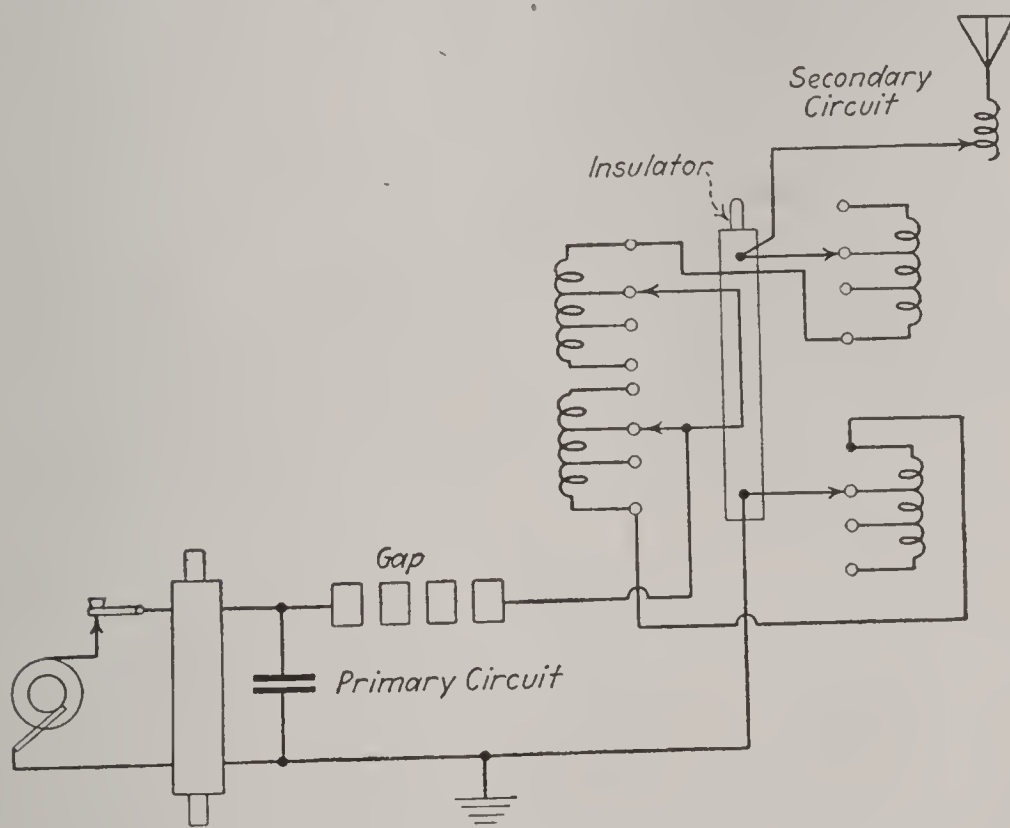 Secondary
Circuit
Insulator
Gap
Primary Circuit